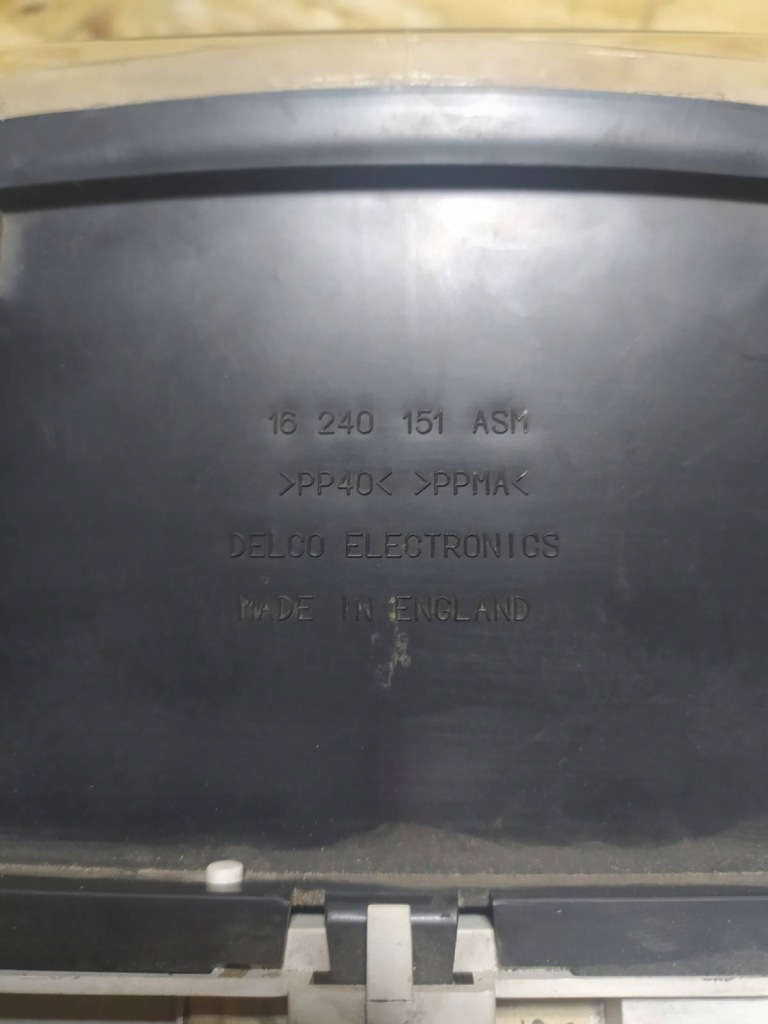 16 240 151 ASM
>PP40< >PPMA<
DELCO ELECTRONICS
MADE IN ENGLAND